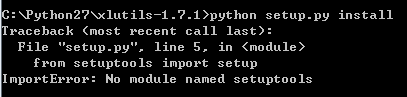 C:\Python27\xlutils-1.7.1>python setup.py install
Traceback (most recent call last):
  File "setup.py", line 5, in <module>
    from setuptools import setup
ImportError: No module named setuptools